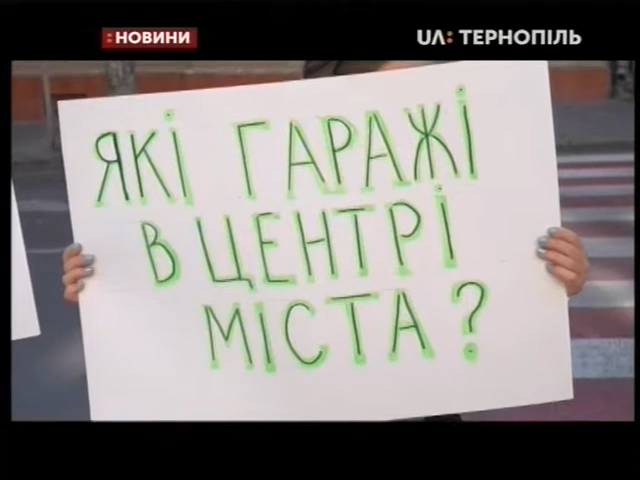 :НОВИНИ
UA: ТЕРНОПІЛЬ
ЯКІ ГАРАЖІ
В ЦЕНТРІ
МІСТА?